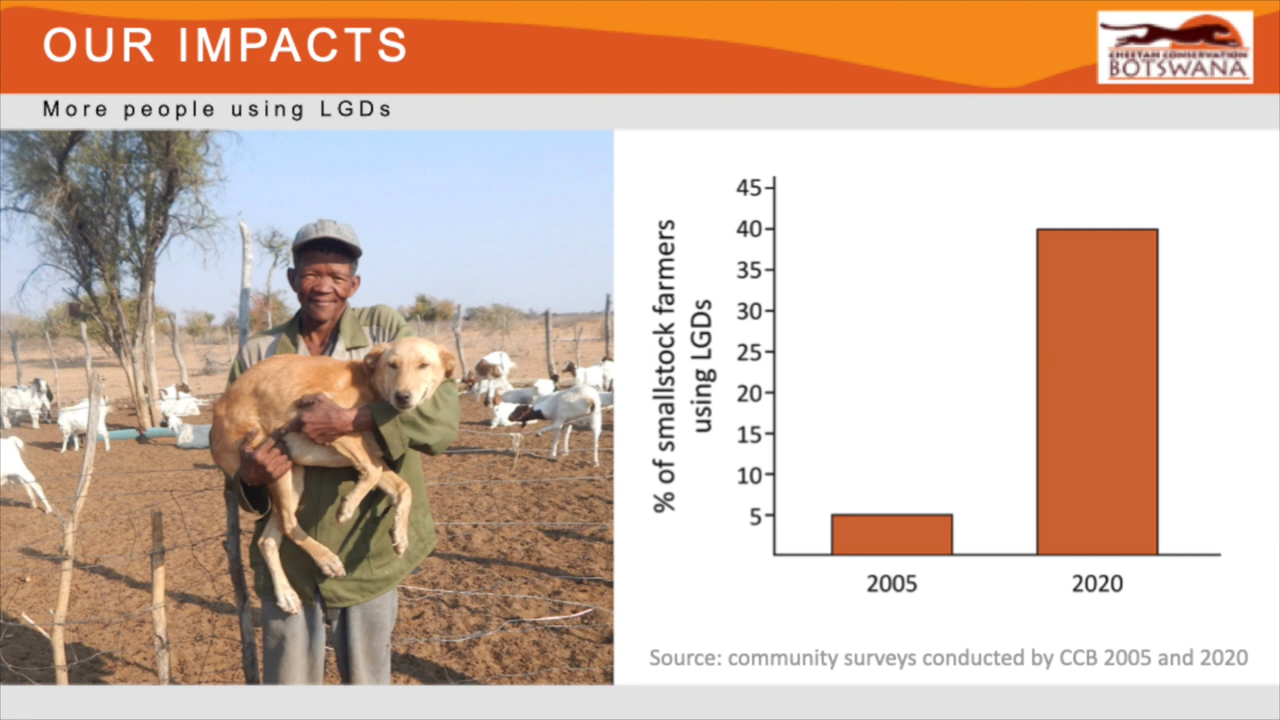 OUR IMPACTS
CHEETAH CONSERVATION
BOTSWANA
More people using LGDs
% of smallstock farmers
using LGDs
45
40
35
30
25
20
15
10
5
2005 2020
Source: community surveys conducted by CCB 2005 and 2020